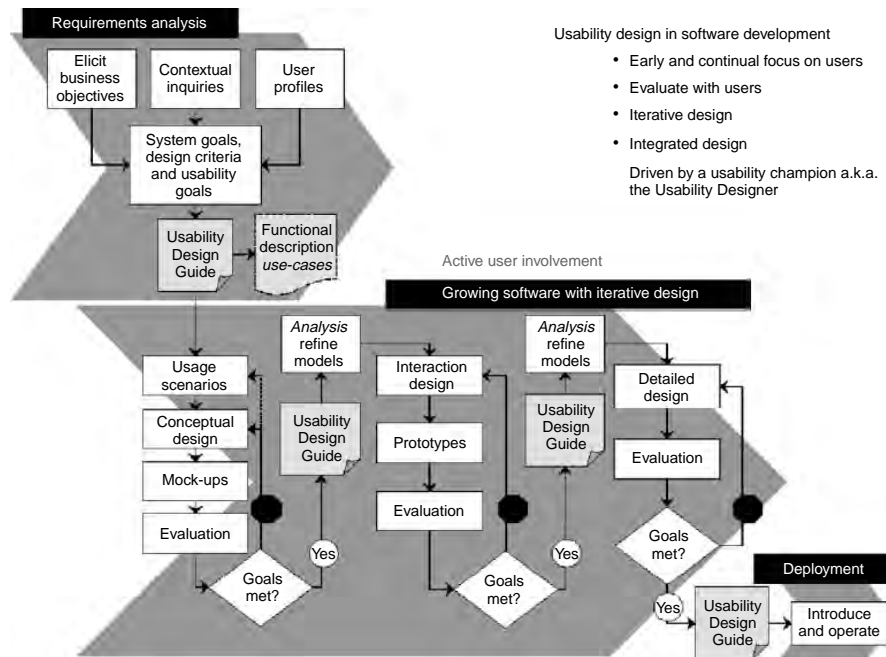 Requirements analysis
Elicit
business
objectives
Contextual
inquiries
User
profiles
System goals,
design criteria
and usability
goals
Usability
Design
Guide
Functional
description
use-cases
Usability design in software development
• Early and continual focus on users
• Evaluate with users
• Iterative design
• Integrated design
Driven by a usability champion a.k.a.
the Usability Designer
Active user involvement
Growing software with iterative design
Usage
scenarios
Conceptual
design
Mock-ups
Evaluation
Goals
met?
Yes
Usability
Design
Guide
Analysis
refine
models
Interaction
design
Prototypes
Evaluation
Goals
met?
Yes
Usability
Design
Guide
Analysis
refine
models
Detailed
design
Evaluation
Goals
met?
Yes
Deployment
Usability
Design
Guide
Introduce
and operate